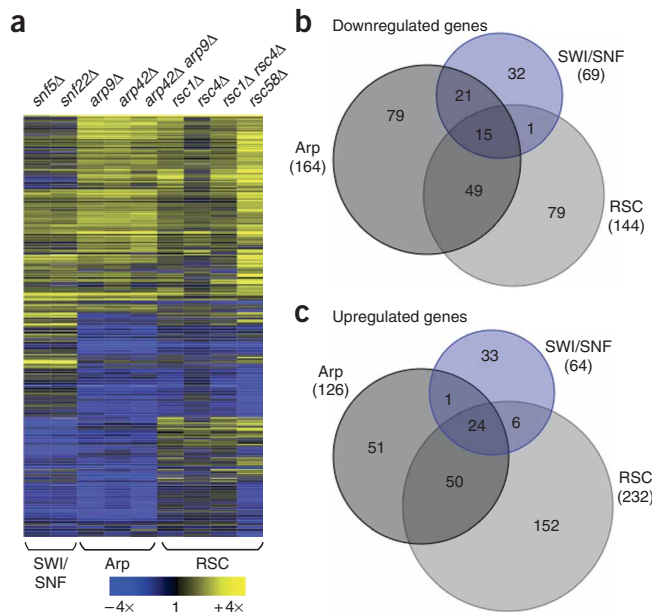 a
snf5Δ
snf22Δ
arp9Δ
arp42Δ
arp42Δ arp9Δ
rsc1Δ
rsc4Δ
rsc1Δ rsc4Δ
rsc58Δ
SWI/
SNF
Arp
RSC
−4×
1
+4×
b
Downregulated genes
SWI/SNF
(69)
32
21
79
15
1
Arp
(164)
49
79
RSC
(144)
c
Upregulated genes
SWI/SNF
(64)
33
Arp
(126)
1
24
6
51
50
RSC
(232)
152